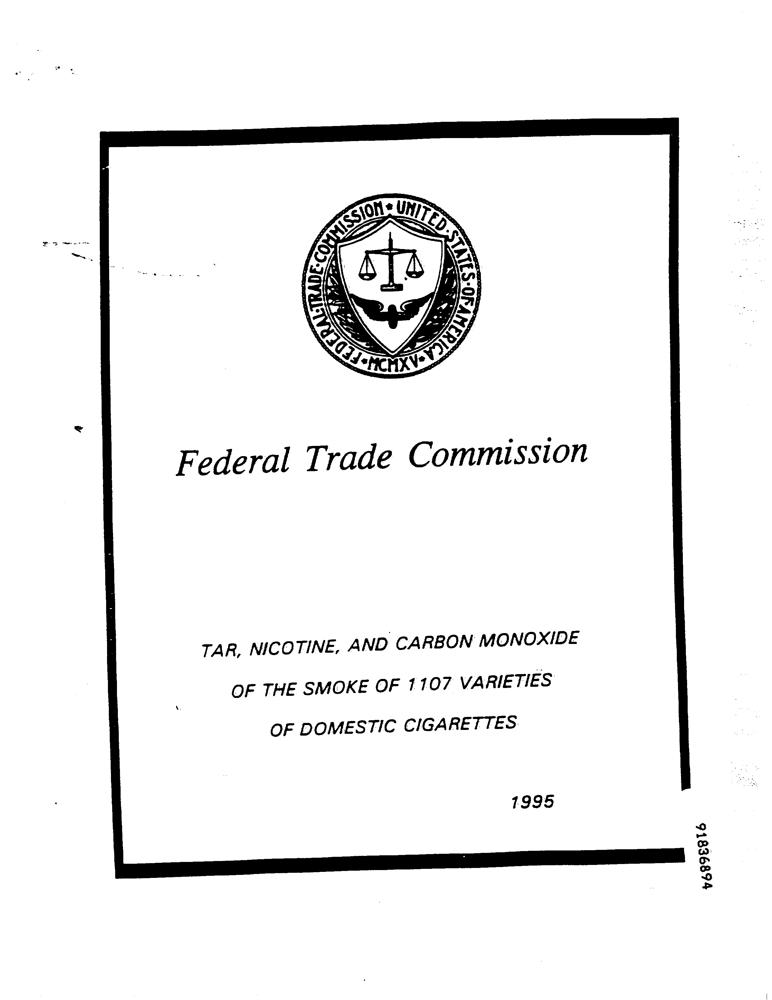 FEDERAL·TRADE·COMMISSION★UNITED·STATES·OF·AMERICA·
·MCMXV·
Federal Trade Commission
TAR, NICOTINE, AND CARBON MONOXIDE
OF THE SMOKE OF 1107 VARIETIES
OF DOMESTIC CIGARETTES
1995
91836894